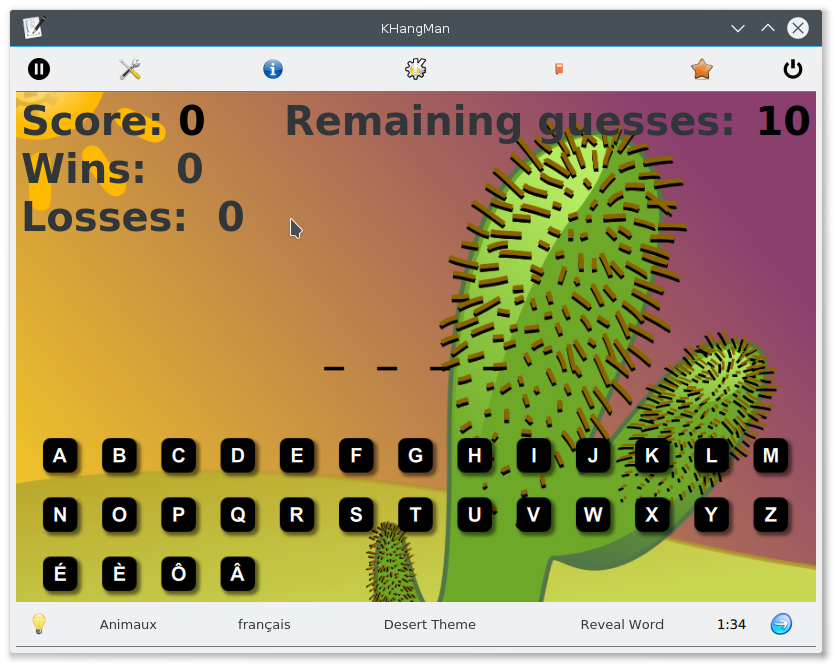 KHangMan
Score: 0 Remaining guesses: 10
Wins: 0
Losses: 0
_ _ _ _
A B C D E F G H I J K L M
N O P Q R S T U V W X Y Z
É È Ô Â
Animaux français Desert Theme Reveal Word 1:34